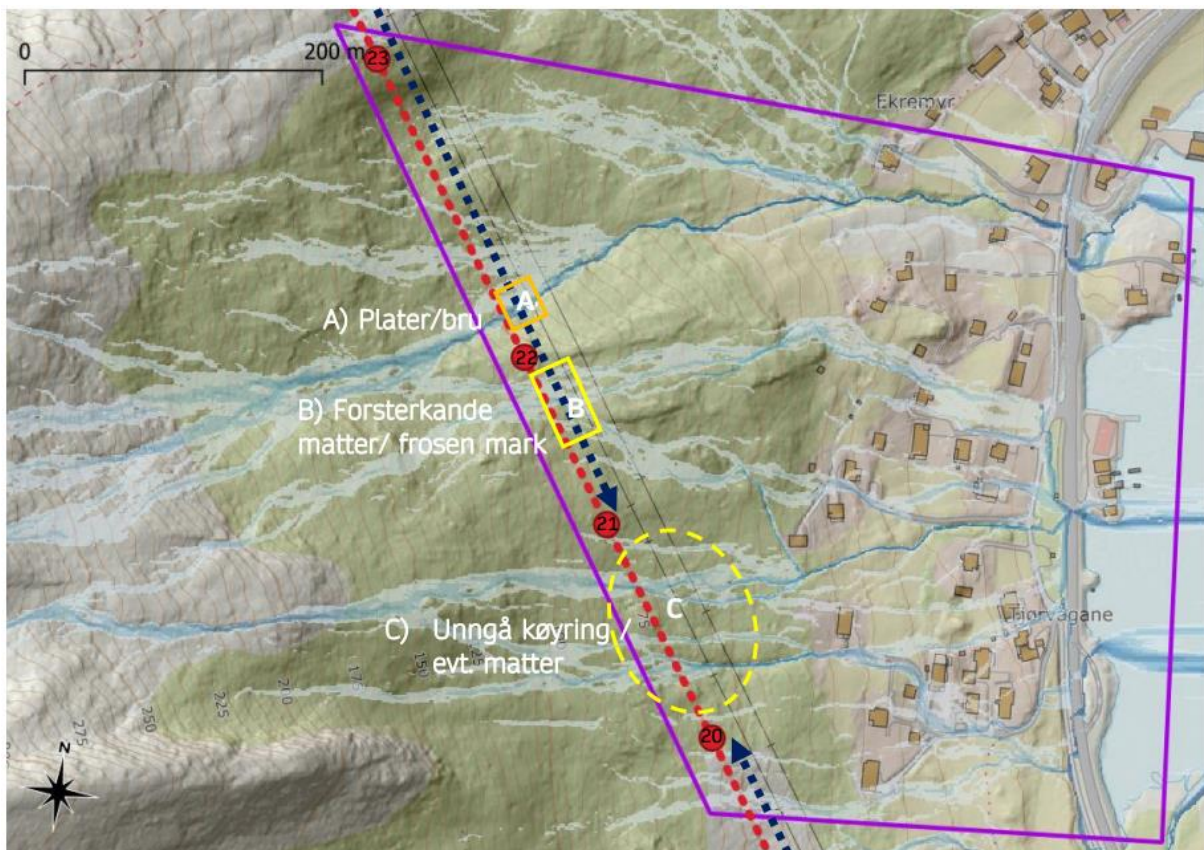 0
200 m
23
Ekremyr
A
A) Plater/bru
22
B) Forsterkande
matter/ frosen mark
B
21
C
75
Tjørvågane
C) Unngå køyring /
evt. matter
175
150
200
225
250
275
20
N